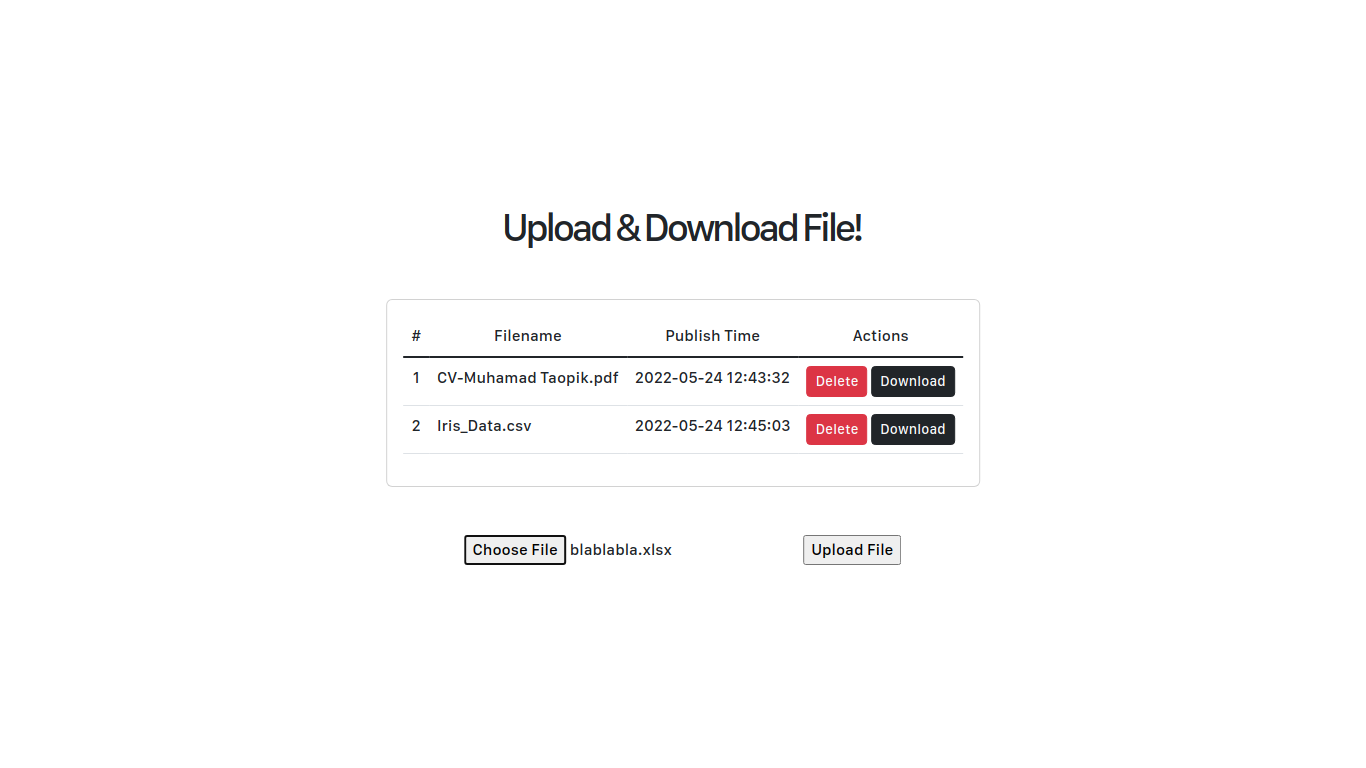 Upload & Download File!
# Filename Publish Time Actions
1 CV-Muhamad Taopik.pdf 2022-05-24 12:43:32 Delete Download
2 Iris_Data.csv 2022-05-24 12:45:03 Delete Download
Choose File blablabla.xlsx Upload File